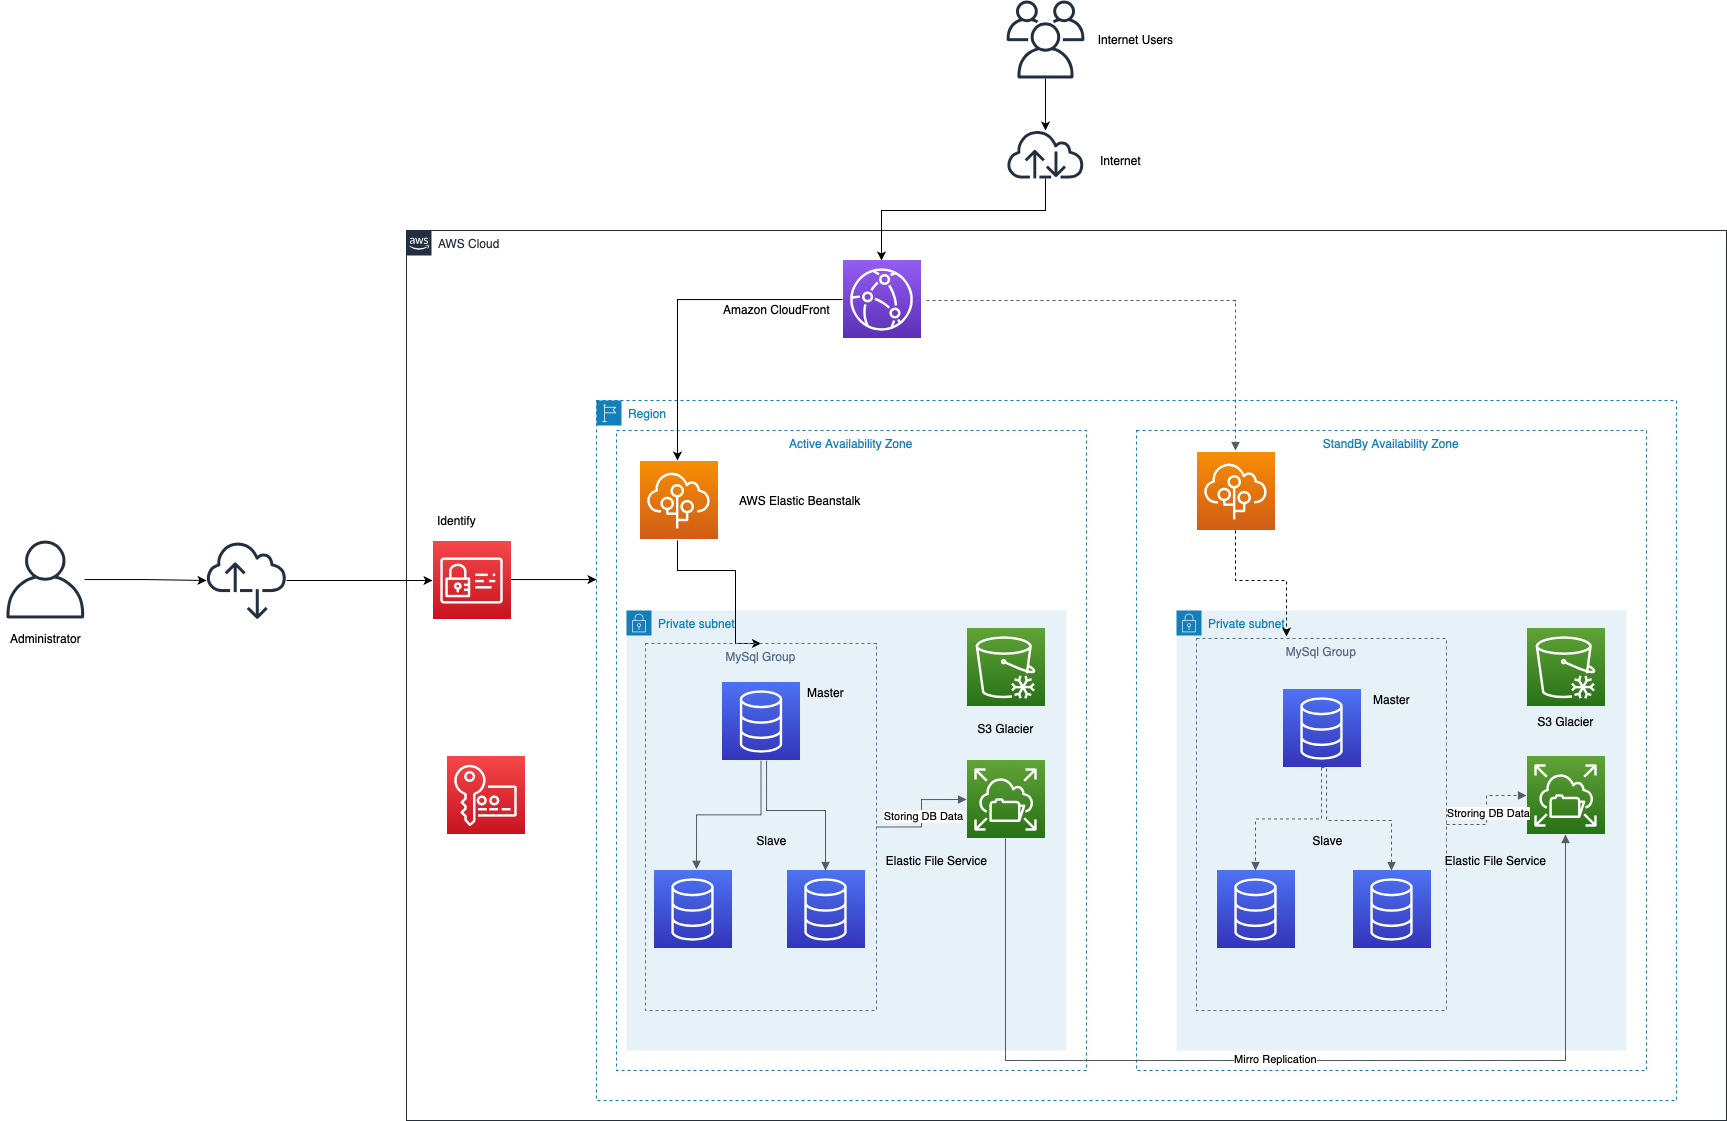 Internet Users
Internet
aws
AWS Cloud
Amazon CloudFront
Region
Active Availability Zone
StandBy Availability Zone
AWS Elastic Beanstalk
Identify
Administrator
Private subnet
Private subnet
MySql Group
MySql Group
Master
Master
S3 Glacier
S3 Glacier
Storing DB Data
Stroring DB Data
Slave
Slave
Elastic File Service
Elastic File Service
Mirro Replication